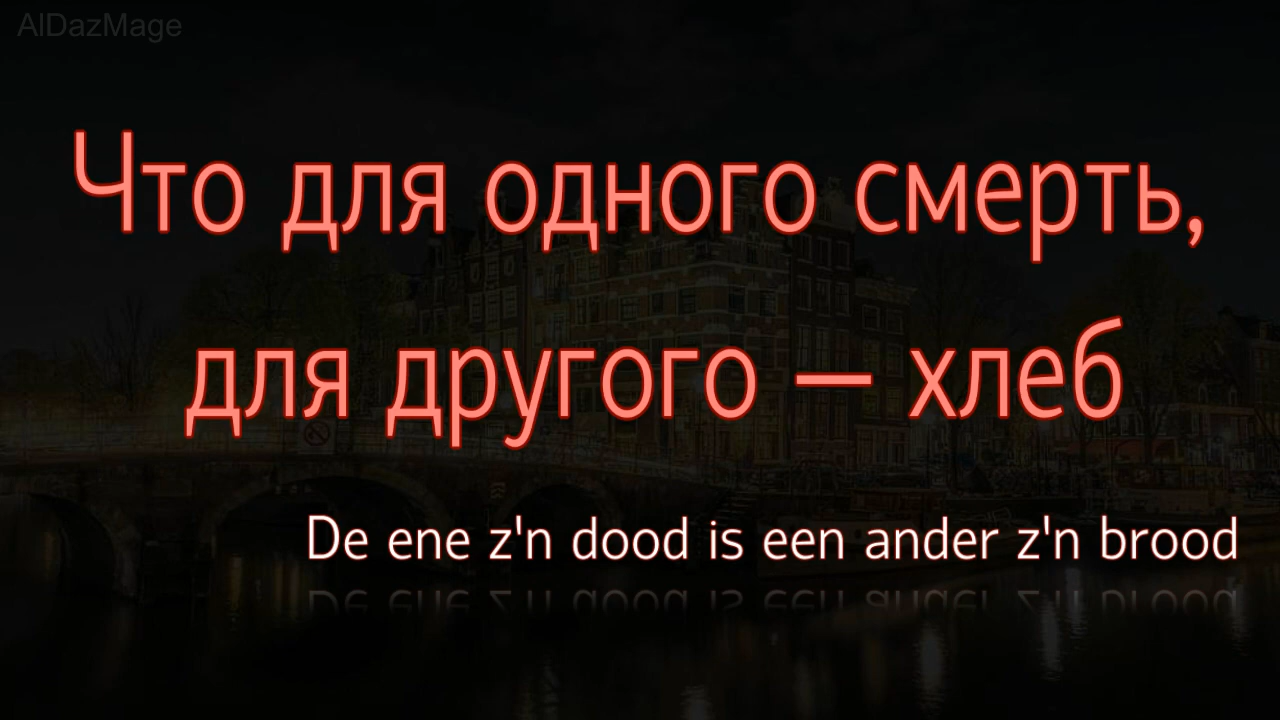 AlDazMage
Что для одного смерть,
для другого — хлеб
De ene z'n dood is een ander z'n brood